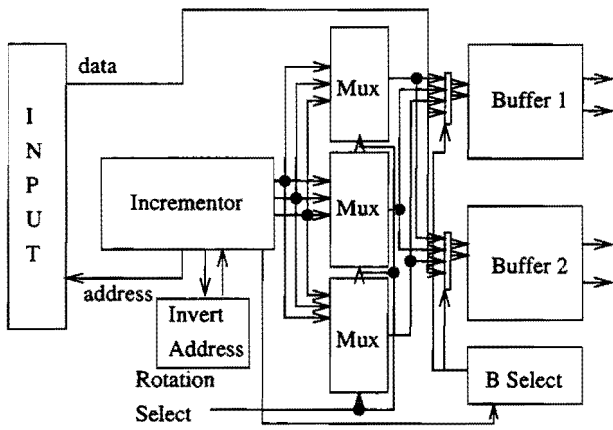 data
I
N
P
U
T
Mux
Buffer 1
Incrementor
Mux
Buffer 2
address
Invert
Address
Mux
B Select
Rotation
Select